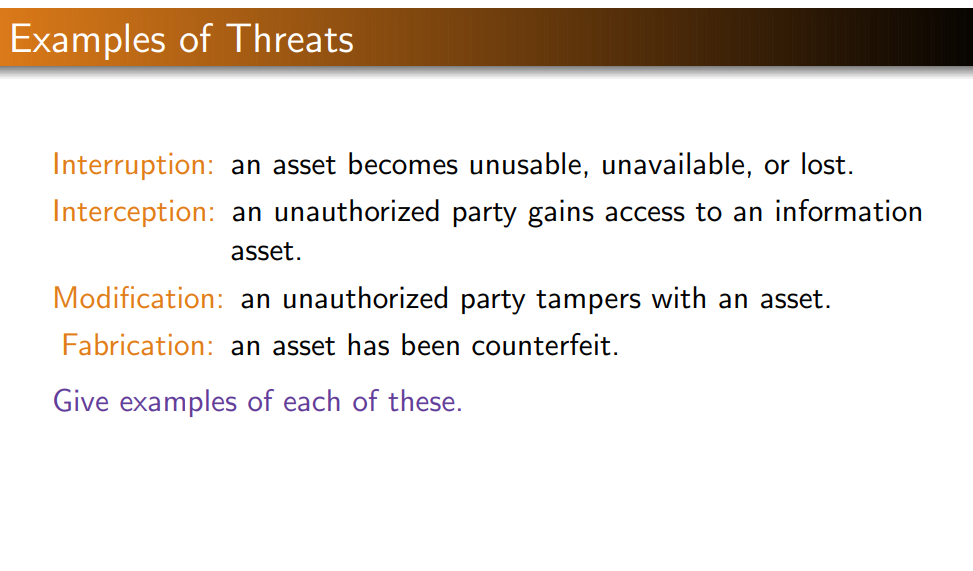 Examples of Threats
Interruption: an asset becomes unusable, unavailable, or lost.
Interception: an unauthorized party gains access to an information
asset.
Modification: an unauthorized party tampers with an asset.
Fabrication: an asset has been counterfeit.
Give examples of each of these.